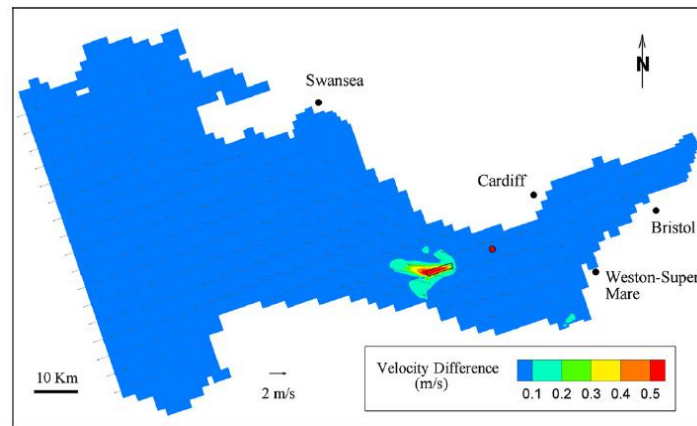 Swansea
N
Cardiff
Bristol
Weston-Super
Mare
10 Km
2 m/s
Velocity Difference
(m/s)
0.1 0.2 0.3 0.4 0.5